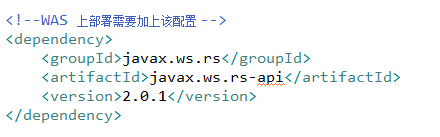 <!--WAS 上部署需要加上该配置 -->
<dependency>
<groupId>javax.ws.rs</groupId>
<artifactId>javax.ws.rs-api</artifactId>
<version>2.0.1</version>
</dependency>